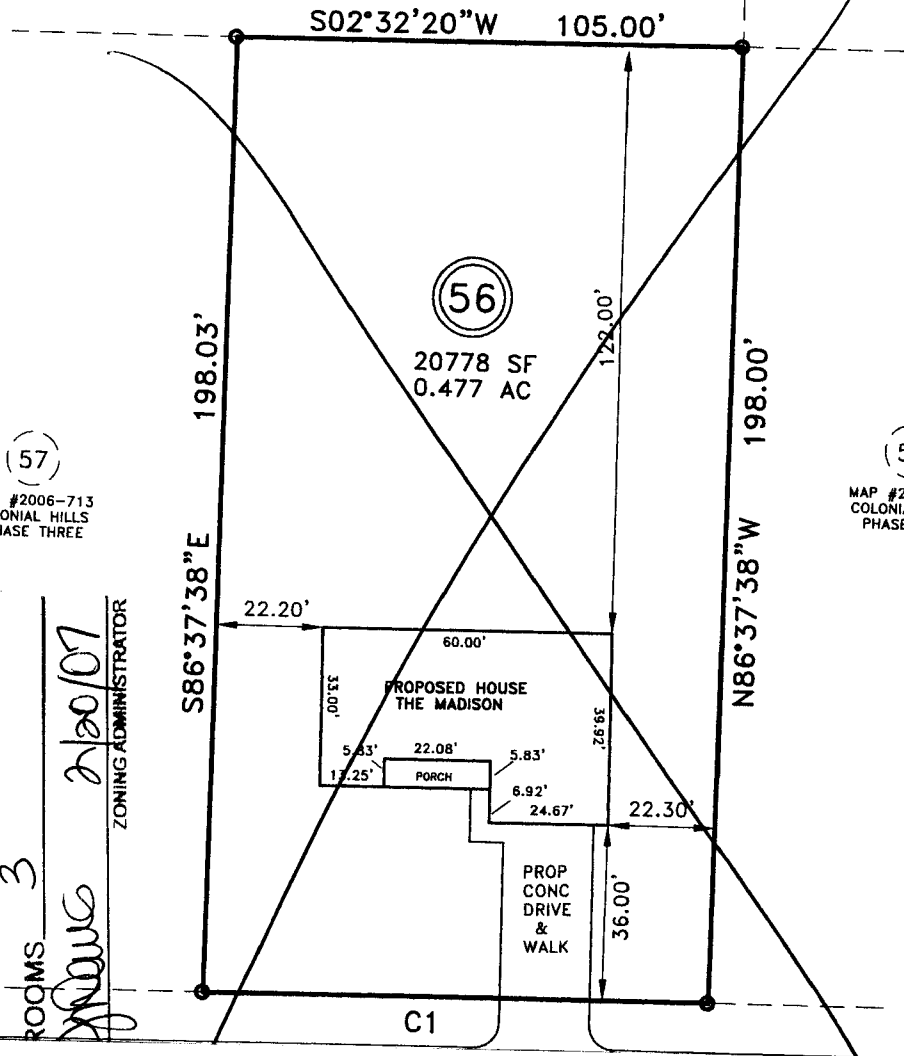 S02°32'20"W 105.00'
56
20778 SF
0.477 AC
122.00'
198.03'
S86°37'38"E
198.00'
N86°37'38"W
57
#2006-713
ONIAL HILLS
HASE THREE
5
MAP #2
COLONIA
PHASE
22.20'
60.00'
33.00'
PROPOSED HOUSE
THE MADISON
39.92'
5.83' 22.08' 5.83'
13.25' PORCH
6.92'
24.67'
22.30'
PROP
CONC
DRIVE
&
WALK
36.00'
C1
ROOMS 3
2/20/07
ZONING ADMINISTRATOR